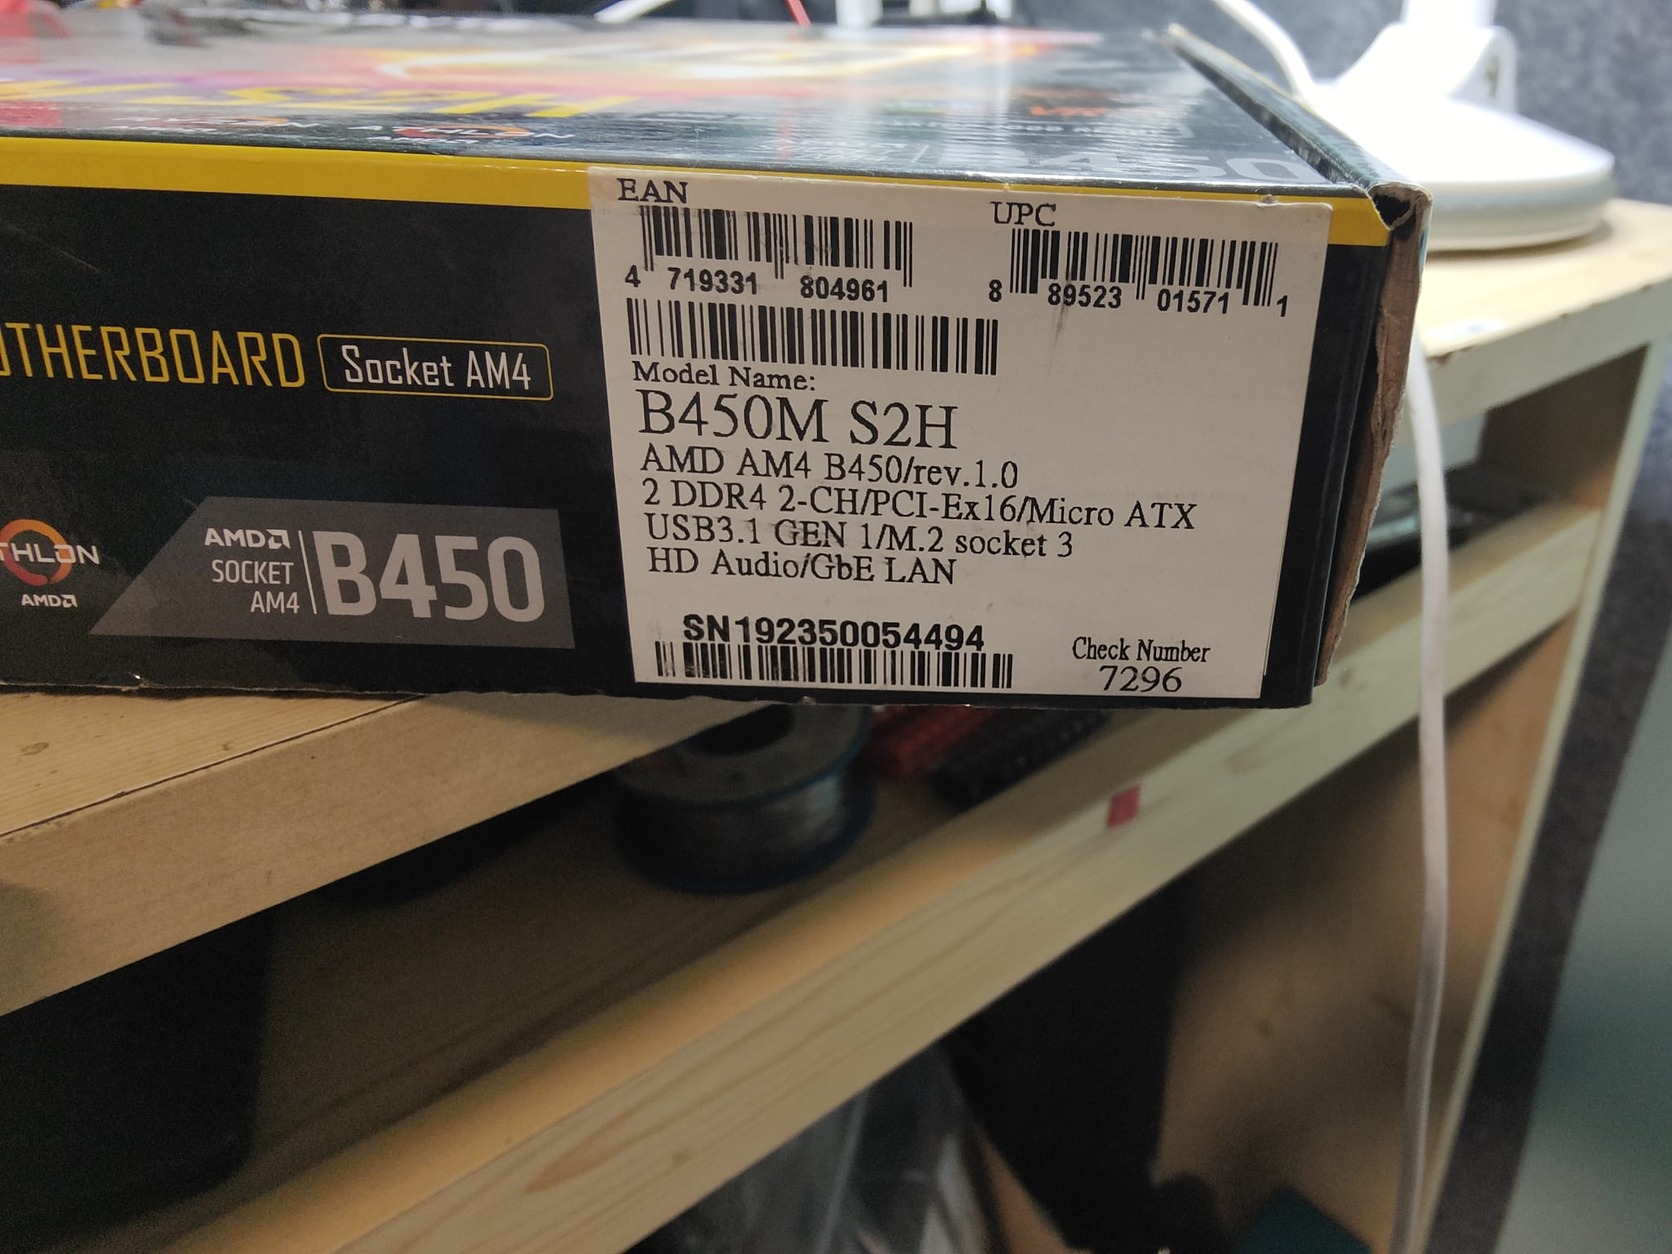 B450
EAN
4 719331 804961
UPC
8 89523 01571 1
Model Name:
B450M S2H
AMD AM4 B450/rev.1.0
2 DDR4 2-CH/PCI-Ex16/Micro ATX
USB3.1 GEN 1/M.2 socket 3
HD Audio/GbE LAN
SN192350054494
Check Number
7296
OTHERBOARD Socket AM4
THLON
AMD
AMD
SOCKET
AM4
B450